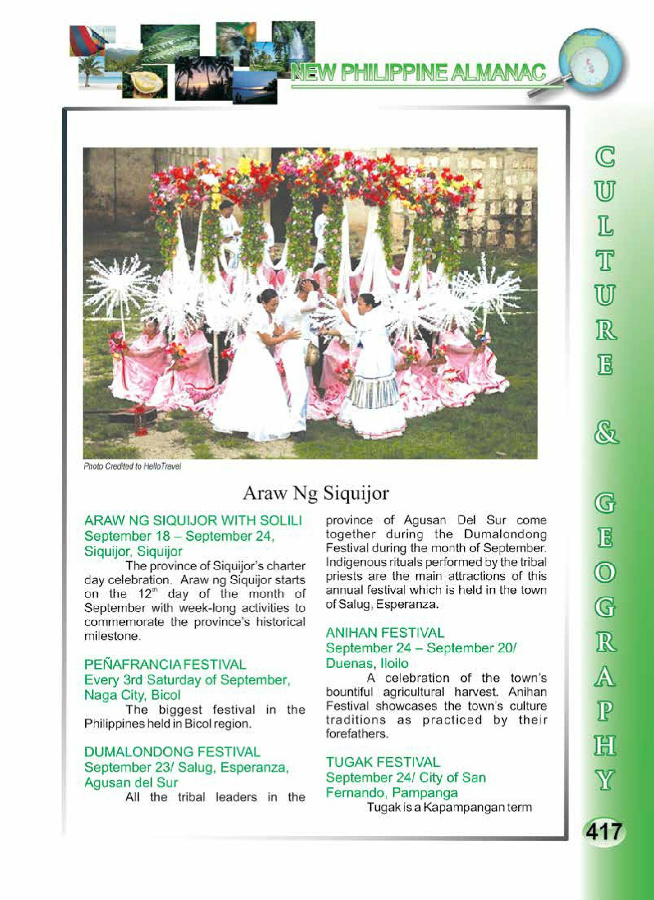 NEW PHILIPPINE ALMANAC
Photo Credited to HelloTravel
Araw Ng Siquijor
ARAW NG SIQUIJOR WITH SOLILI
September 18 – September 24,
Siquijor, Siquijor
The province of Siquijor's charter
day celebration. Araw ng Siquijor starts
on the 12th day of the month of
September with week-long activities to
commemorate the province's historical
milestone.
PEÑAFRANCIA FESTIVAL
Every 3rd Saturday of September,
Naga City, Bicol
The biggest festival in the
Philippines held in Bicol region.
DUMALONDONG FESTIVAL
September 23/ Salug, Esperanza,
Agusan del Sur
All the tribal leaders in the
province of Agusan Del Sur come
together during the Dumalondong
Festival during the month of September.
Indigenous rituals performed by the tribal
priests are the main attractions of this
annual festival which is held in the town
of Salug, Esperanza.
ANIHAN FESTIVAL
September 24 – September 20/
Duenas, Iloilo
A celebration of the town's
bountiful agricultural harvest. Anihan
Festival showcases the town's culture
traditions as practiced by their
forefathers.
TUGAK FESTIVAL
September 24/ City of San
Fernando, Pampanga
Tugak is a Kapampangan term
CULTURE & GEOGRAPHY
417